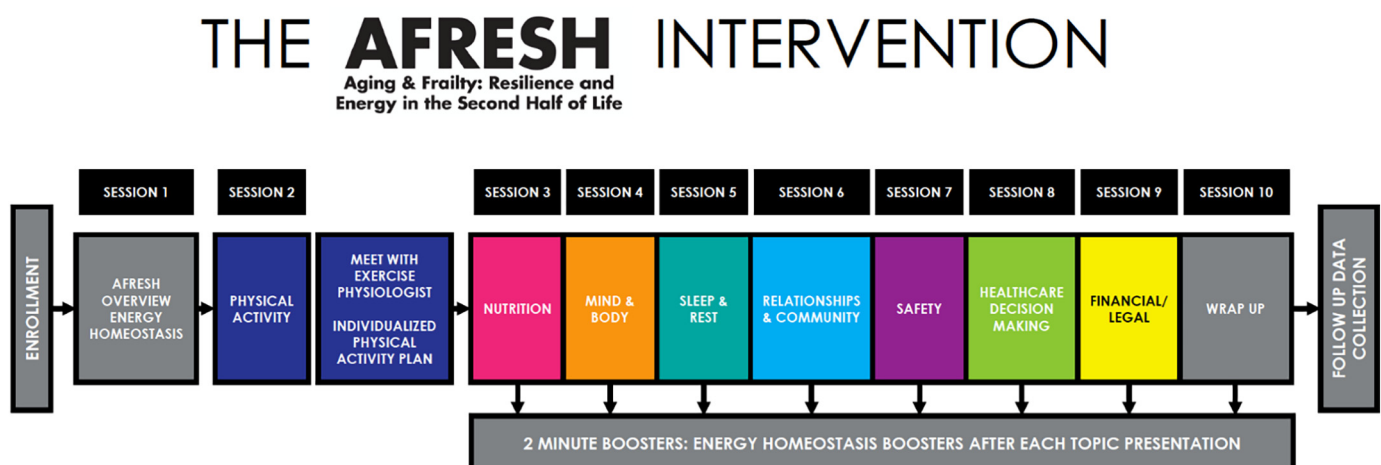 THE AFRESH INTERVENTION
Aging & Frailty: Resilience and
Energy in the Second Half of Life
SESSION 1
SESSION 2
SESSION 3
SESSION 4
SESSION 5
SESSION 6
SESSION 7
SESSION 8
SESSION 9
SESSION 10
ENROLLMENT
AFRESH
OVERVIEW
ENERGY
HOMEOSTASIS
PHYSICAL
ACTIVITY
MEET WITH
EXERCISE
PHYSIOLOGIST
INDIVIDUALIZED
PHYSICAL
ACTIVITY PLAN
NUTRITION
MIND &
BODY
SLEEP &
REST
RELATIONSHIPS
& COMMUNITY
SAFETY
HEALTHCARE
DECISION
MAKING
FINANCIAL/
LEGAL
WRAP UP
FOLLOW UP DATA
COLLECTION
2 MINUTE BOOSTERS: ENERGY HOMEOSTASIS BOOSTERS AFTER EACH TOPIC PRESENTATION